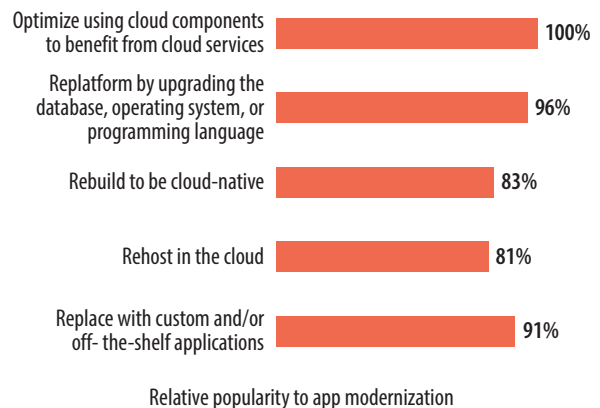 Optimize using cloud components
to benefit from cloud services
100%
Replatform by upgrading the
database, operating system, or
programming language
96%
Rebuild to be cloud-native
83%
Rehost in the cloud
81%
Replace with custom and/or
off- the-shelf applications
91%
Relative popularity to app modernization